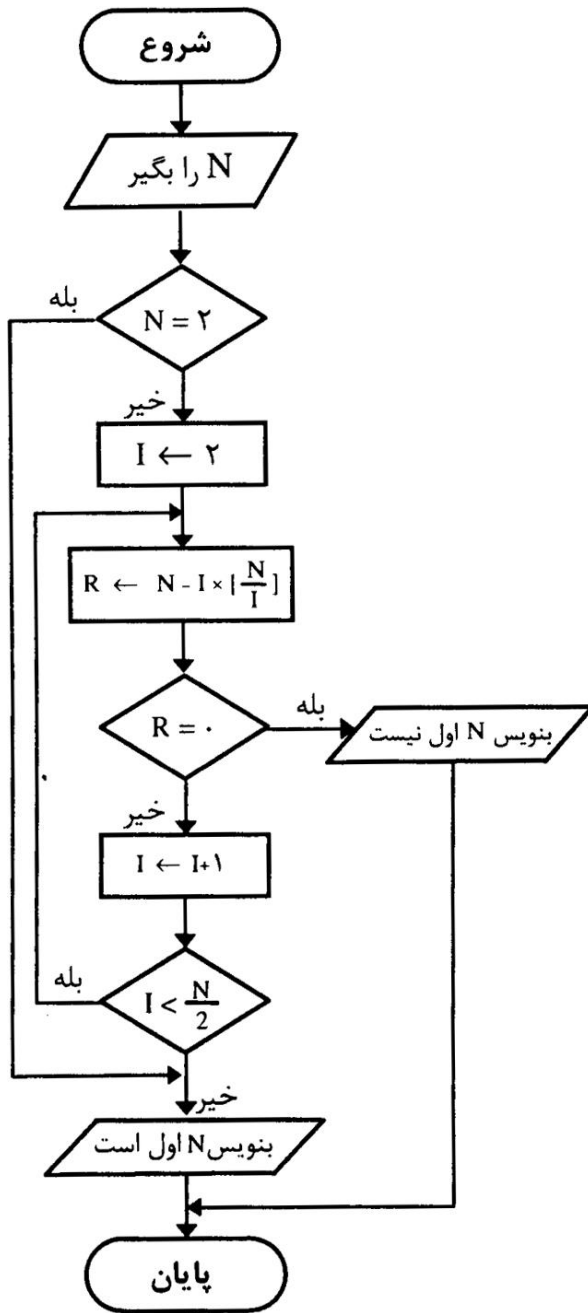 شروع
N را بگیر
بله
N = ۲
خیر
I ← ۲
R ← N - I × [N/I]
بله
R = ۰
بنویس N اول نیست
خیر
I ← I+۱
بله
I < N/2
خیر
بنویس N اول است
پایان